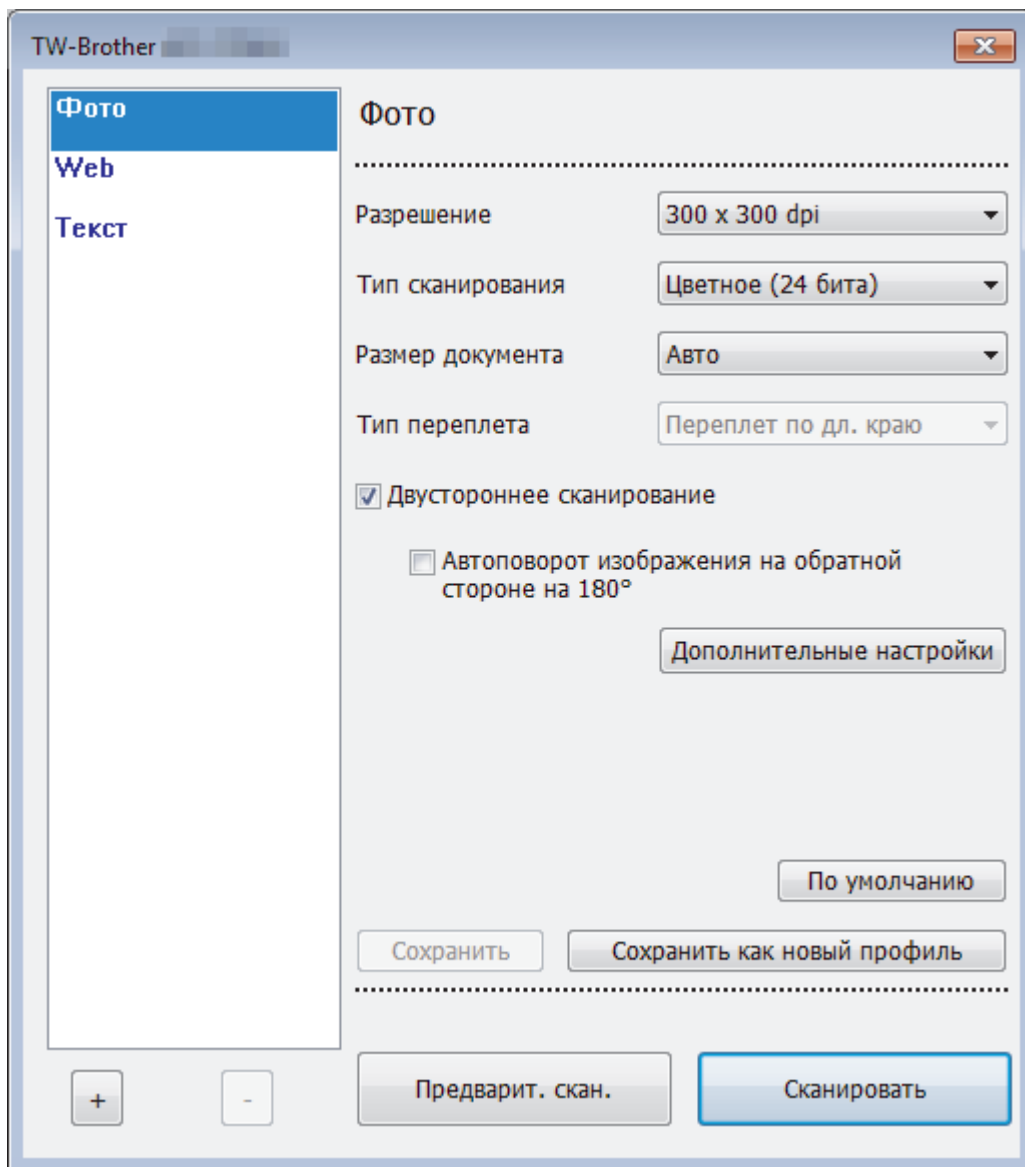 TW-Brother
Фото
Web
Текст
Фото
Разрешение
300 x 300 dpi
Тип сканирования
Цветное (24 бита)
Размер документа
Авто
Тип переплета
Переплет по дл. краю
Двустороннее сканирование
Автоповорот изображения на обратной
стороне на 180°
Дополнительные настройки
По умолчанию
Сохранить
Сохранить как новый профиль
+
-
Предварит. скан.
Сканировать